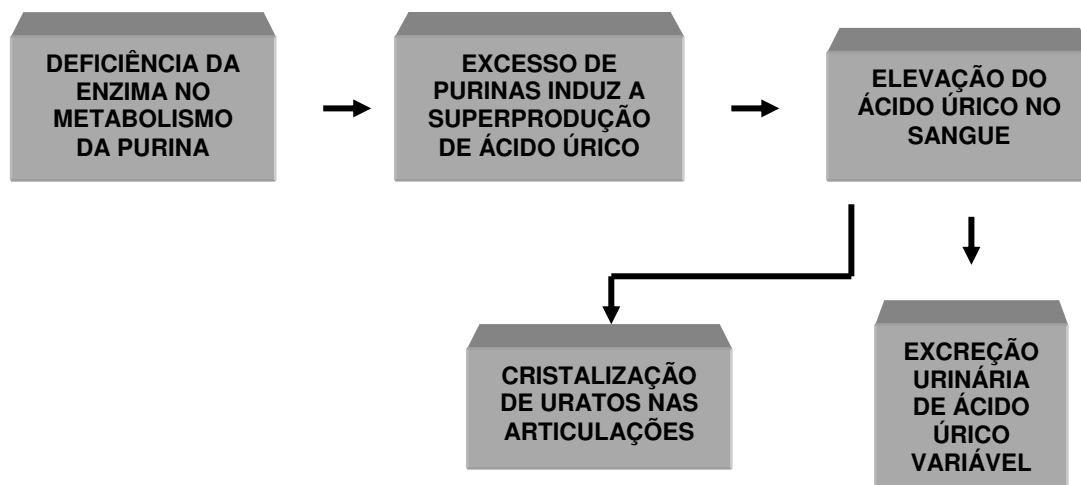 DEFICIÊNCIA DA
ENZIMA NO
METABOLISMO
DA PURINA
EXCESSO DE
PURINAS INDUZ A
SUPERPRODUÇÃO
DE ÁCIDO ÚRICO
ELEVAÇÃO DO
ÁCIDO ÚRICO NO
SANGUE
CRISTALIZAÇÃO
DE URATOS NAS
ARTICULAÇÕES
EXCREÇÃO
URINÁRIA
DE ÁCIDO
ÚRICO
VARIÁVEL